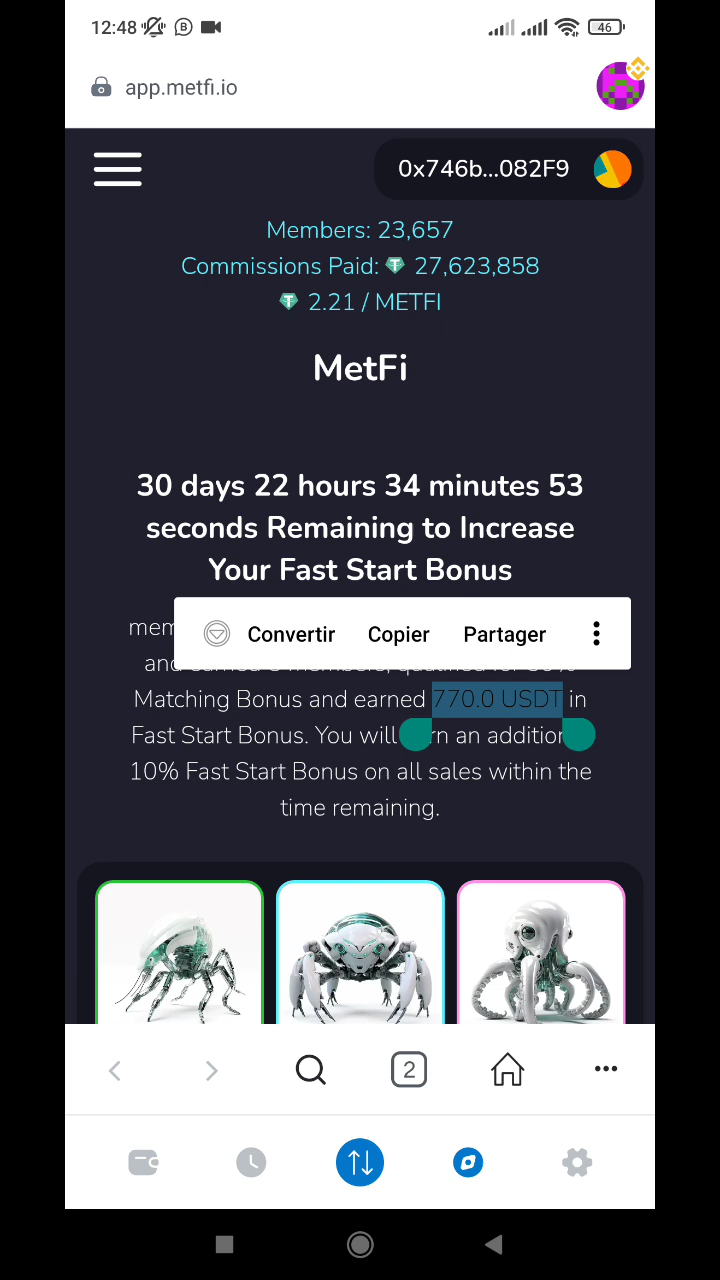 12:48
46
app.metfi.io
0x746b...082F9
Members: 23,657
Commissions Paid: 27,623,858
2.21 / METFI
MetFi
30 days 22 hours 34 minutes 53
seconds Remaining to Increase
Your Fast Start Bonus
Convertir Copier Partager
Matching Bonus and earned 770.0 USDT in
Fast Start Bonus. You will an
10% Fast Start Bonus on all sales within the
time remaining.
2